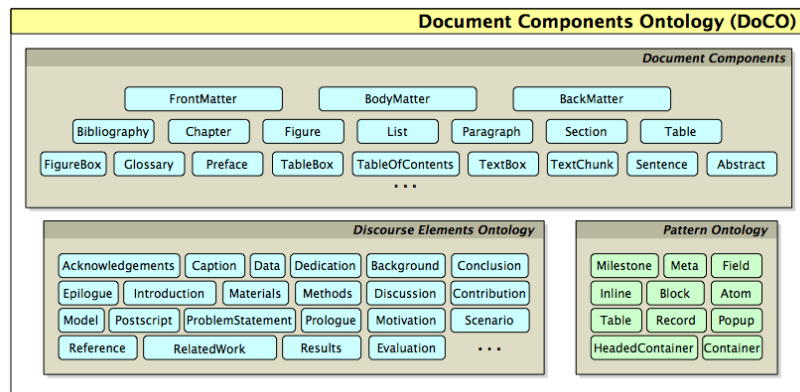 Document Components Ontology (DoCO)
Document Components
FrontMatter BodyMatter BackMatter
Bibliography Chapter Figure List Paragraph Section Table
FigureBox Glossary Preface TableBox TableOfContents TextBox TextChunk Sentence Abstract
...
Discourse Elements Ontology
Acknowledgements Caption Data Dedication Background Conclusion
Epilogue Introduction Materials Methods Discussion Contribution
Model Postscript ProblemStatement Prologue Motivation Scenario
Reference RelatedWork Results Evaluation ...
Pattern Ontology
Milestone Meta Field
Inline Block Atom
Table Record Popup
HeadedContainer Container